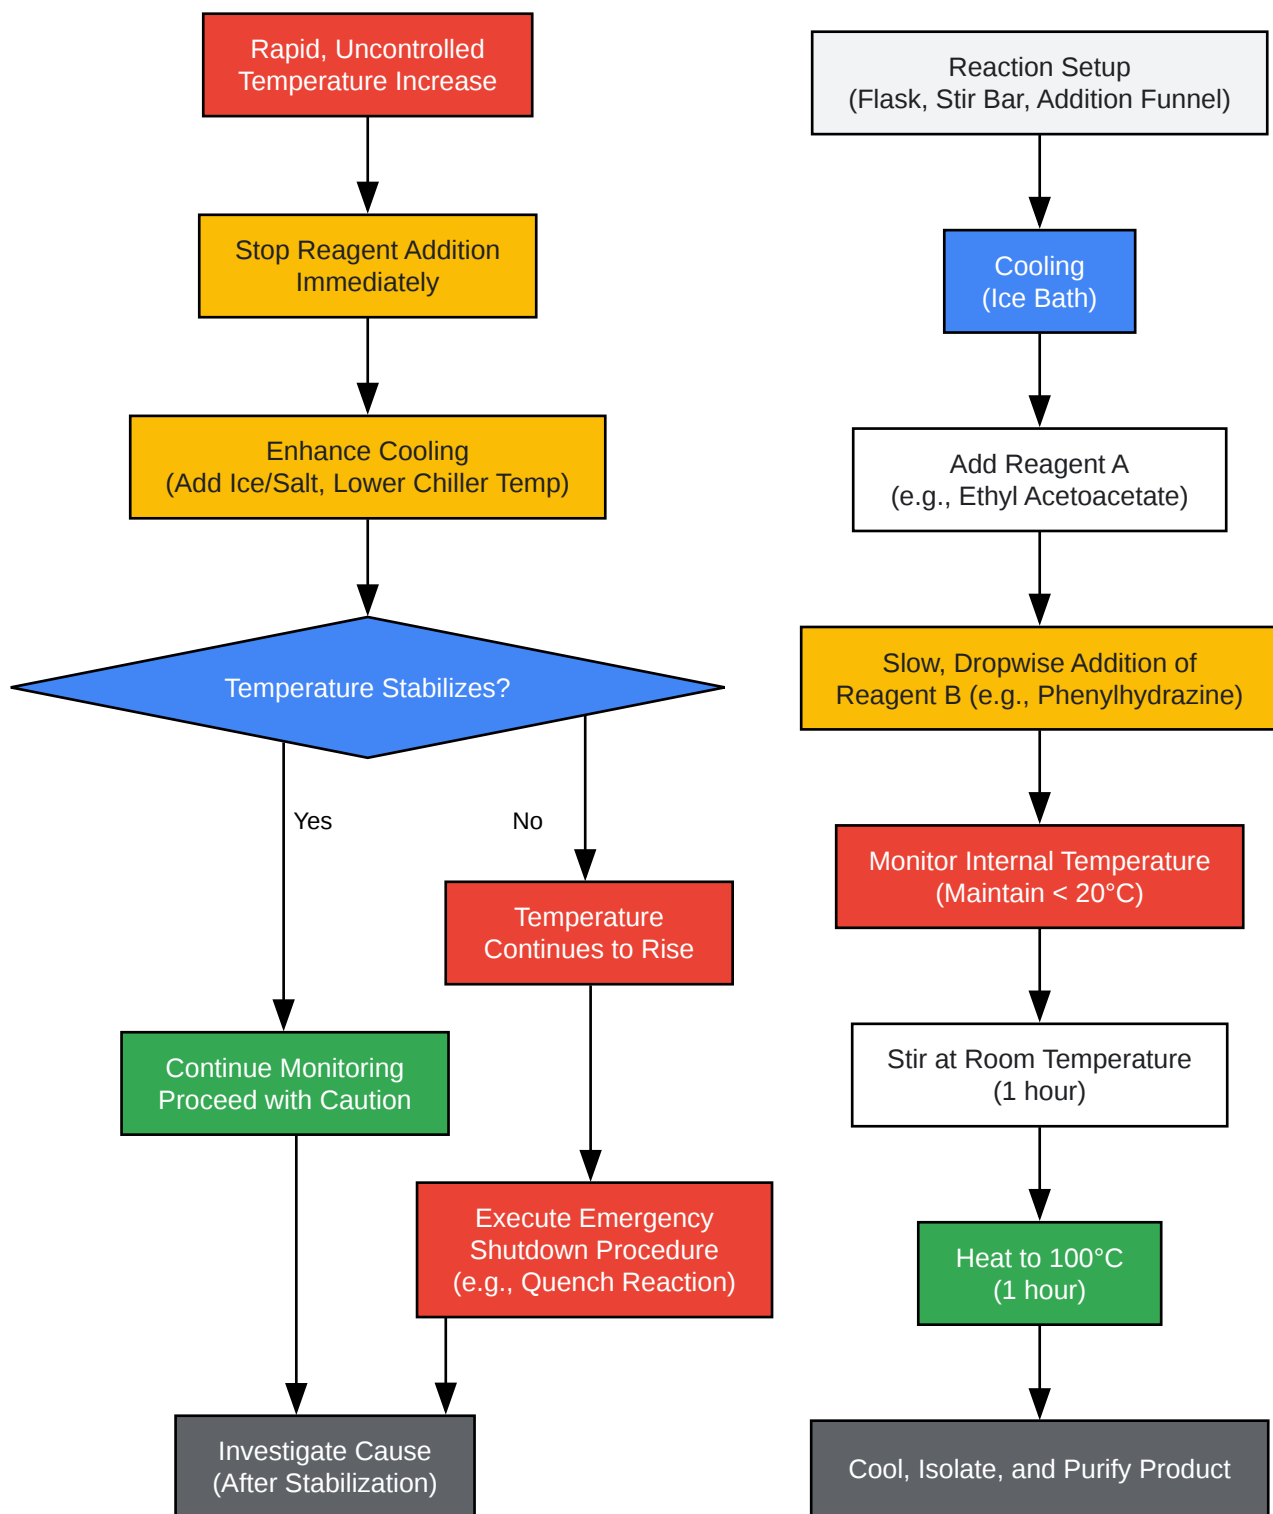 Rapid, Uncontrolled
Temperature Increase
Stop Reagent Addition
Immediately
Enhance Cooling
(Add Ice/Salt, Lower Chiller Temp)
Temperature Stabilizes?
Yes
No
Temperature
Continues to Rise
Continue Monitoring
Proceed with Caution
Execute Emergency
Shutdown Procedure
(e.g., Quench Reaction)
Investigate Cause
(After Stabilization)
Reaction Setup
(Flask, Stir Bar, Addition Funnel)
Cooling
(Ice Bath)
Add Reagent A
(e.g., Ethyl Acetoacetate)
Slow, Dropwise Addition of
Reagent B (e.g., Phenylhydrazine)
Monitor Internal Temperature
(Maintain < 20°C)
Stir at Room Temperature
(1 hour)
Heat to 100°C
(1 hour)
Cool, Isolate, and Purify Product